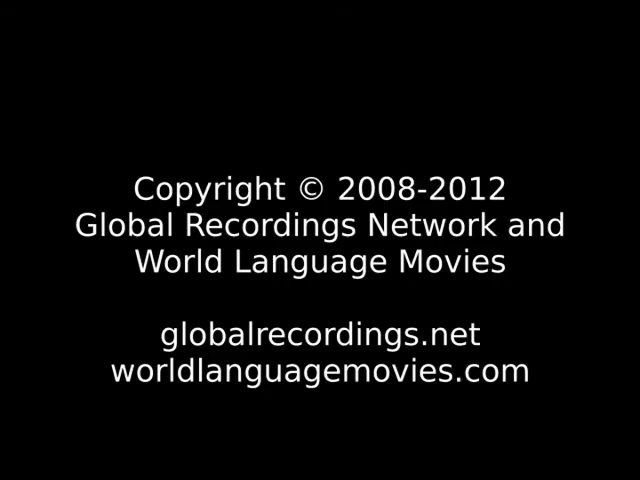 Copyright © 2008-2012
Global Recordings Network and
World Language Movies
globalrecordings.net
worldlanguagemovies.com